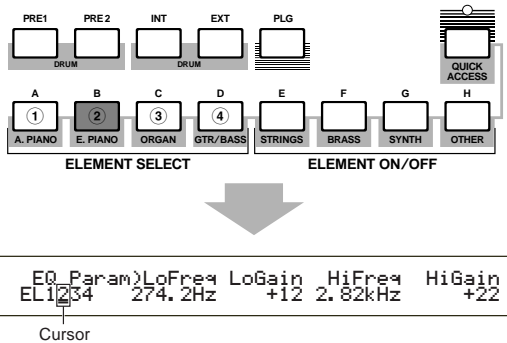 PRE1 PRE2 INT EXT PLG
DRUM DRUM
QUICK
ACCESS
A B C D E F G H
1 2 3 4
A. PIANO E. PIANO ORGAN GTR/BASS STRINGS BRASS SYNTH OTHER
ELEMENT SELECT ELEMENT ON/OFF
EQ Param)LoFreq LoGain HiFreq HiGain
EL1234 274.2Hz +12 2.82kHz +22
Cursor